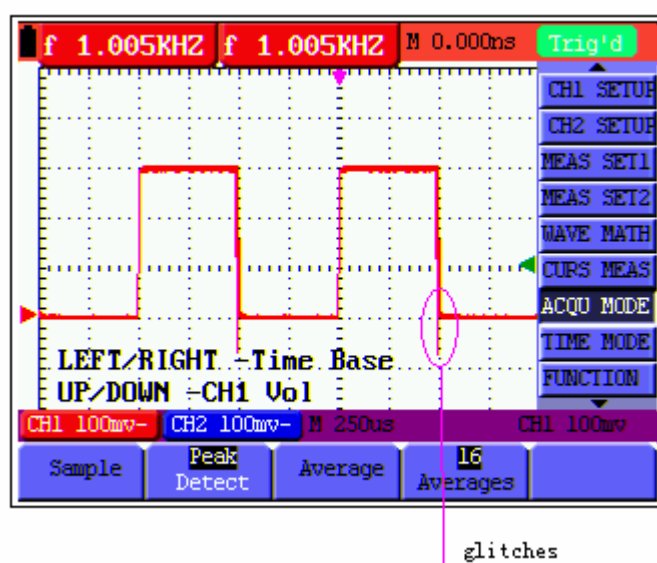 f 1.005KHZ f 1.005KHZ M 0.000ns Trig'd
CH1 SETUP
CH2 SETUP
MEAS SET1
MEAS SET2
WAVE MATH
CURS MEAS
ACQU MODE
TIME MODE
FUNCTION
LEFT/RIGHT -Time Base
UP/DOWN -CH1 Vol
CH1 100mv- CH2 100mv- M 250us CH1 100mv
Sample
Peak
Detect
Average
16
Averages
glitches